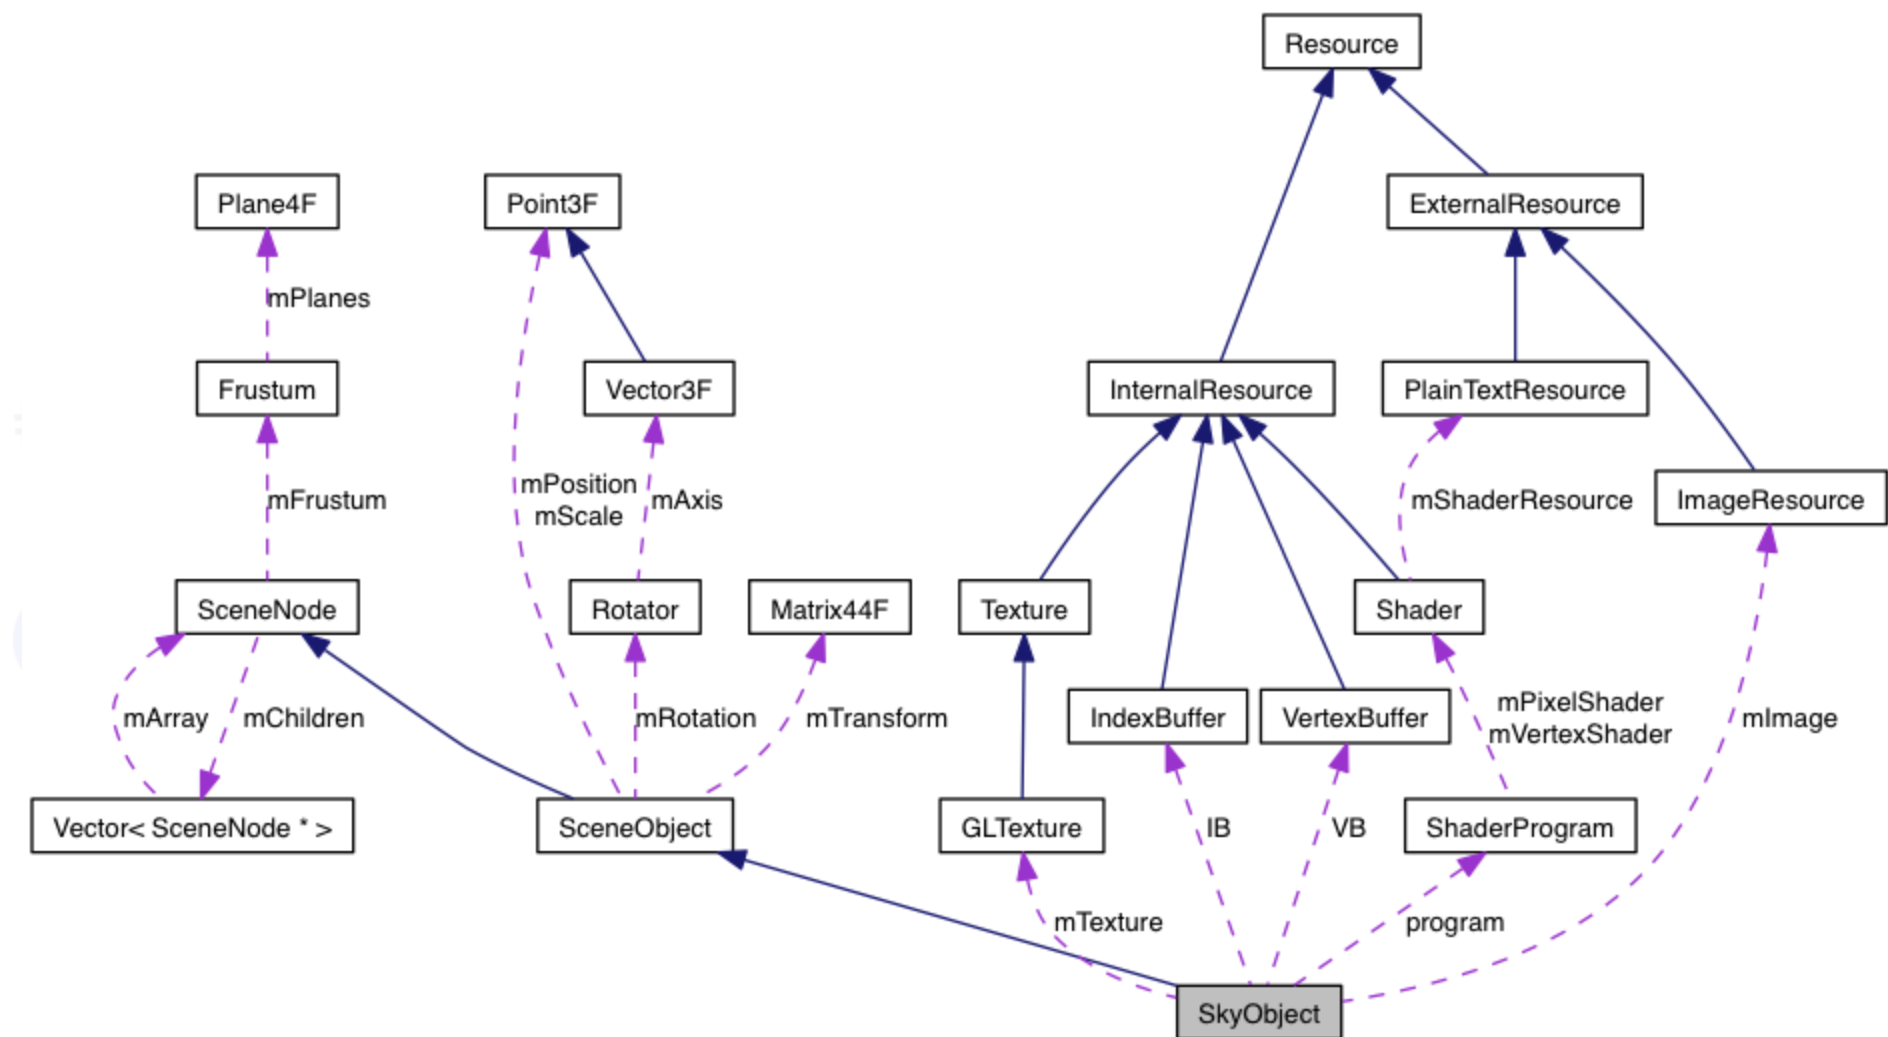 Resource
Plane4F
Point3F
ExternalResource
mPlanes
Frustum
Vector3F
InternalResource
PlainTextResource
mFrustum
mPosition
mScale
mAxis
mShaderResource
ImageResource
SceneNode
Rotator
Matrix44F
Texture
Shader
mArray
mChildren
mRotation
mTransform
IndexBuffer
VertexBuffer
mPixelShader
mVertexShader
mImage
Vector< SceneNode * >
SceneObject
GLTexture
IB
VB
ShaderProgram
mTexture
program
SkyObject